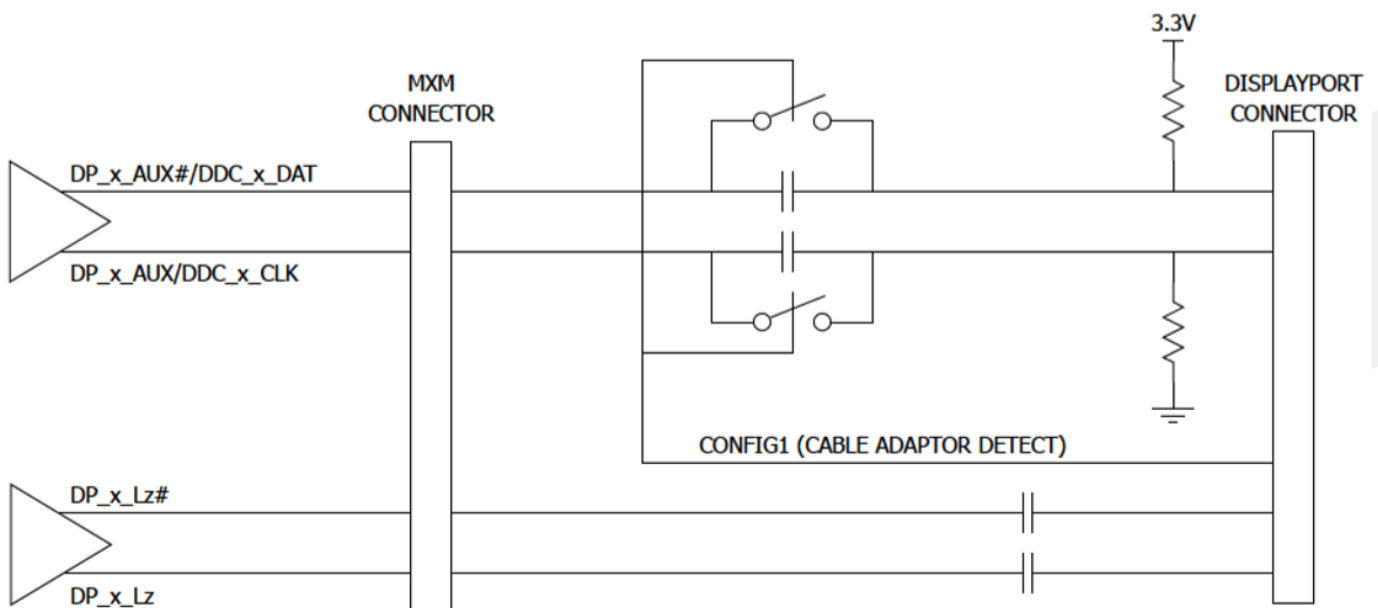 3.3V
MXM
CONNECTOR
DISPLAYPORT
CONNECTOR
DP_x_AUX#/DDC_x_DAT
DP_x_AUX/DDC_x_CLK
CONFIG1 (CABLE ADAPTOR DETECT)
DP_x_Lz#
DP_x_Lz